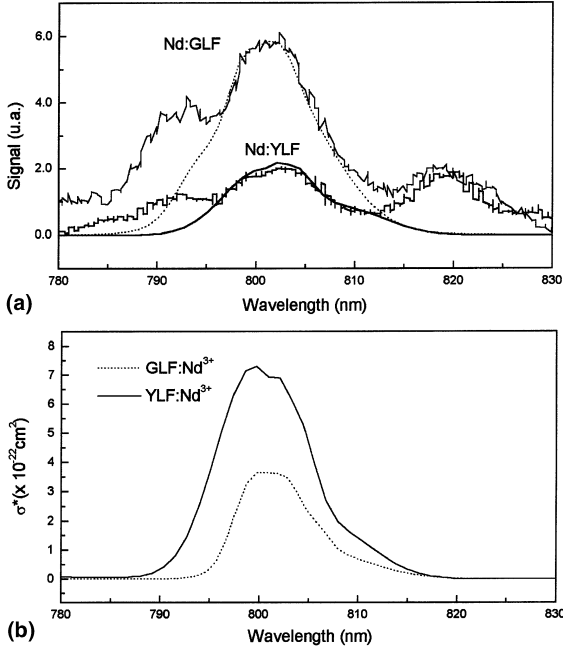 (a)
Signal (u.a.)
6.0
4.0
2.0
0.0
Nd:GLF
Nd:YLF
780 790 800 810 820 830
Wavelength (nm)
(b)
σ*(x 10⁻²²cm²)
8
7
6
5
4
3
2
1
0
GLF:Nd³⁺
YLF:Nd³⁺
780 790 800 810 820 830
Wavelength (nm)